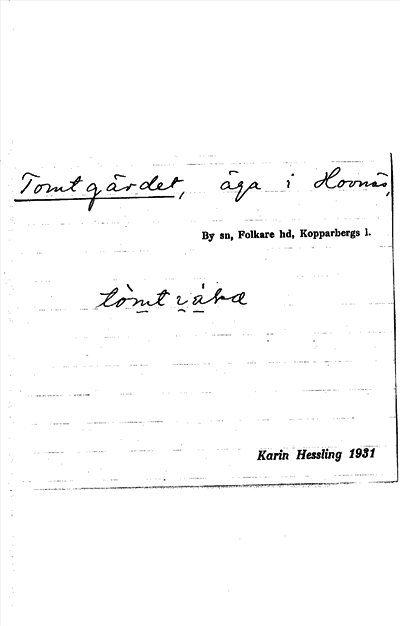 Tomtgärdet, äga i Hovnäs,
By sn, Folkare hd, Kopparbergs l.
Karin Hessling 1931